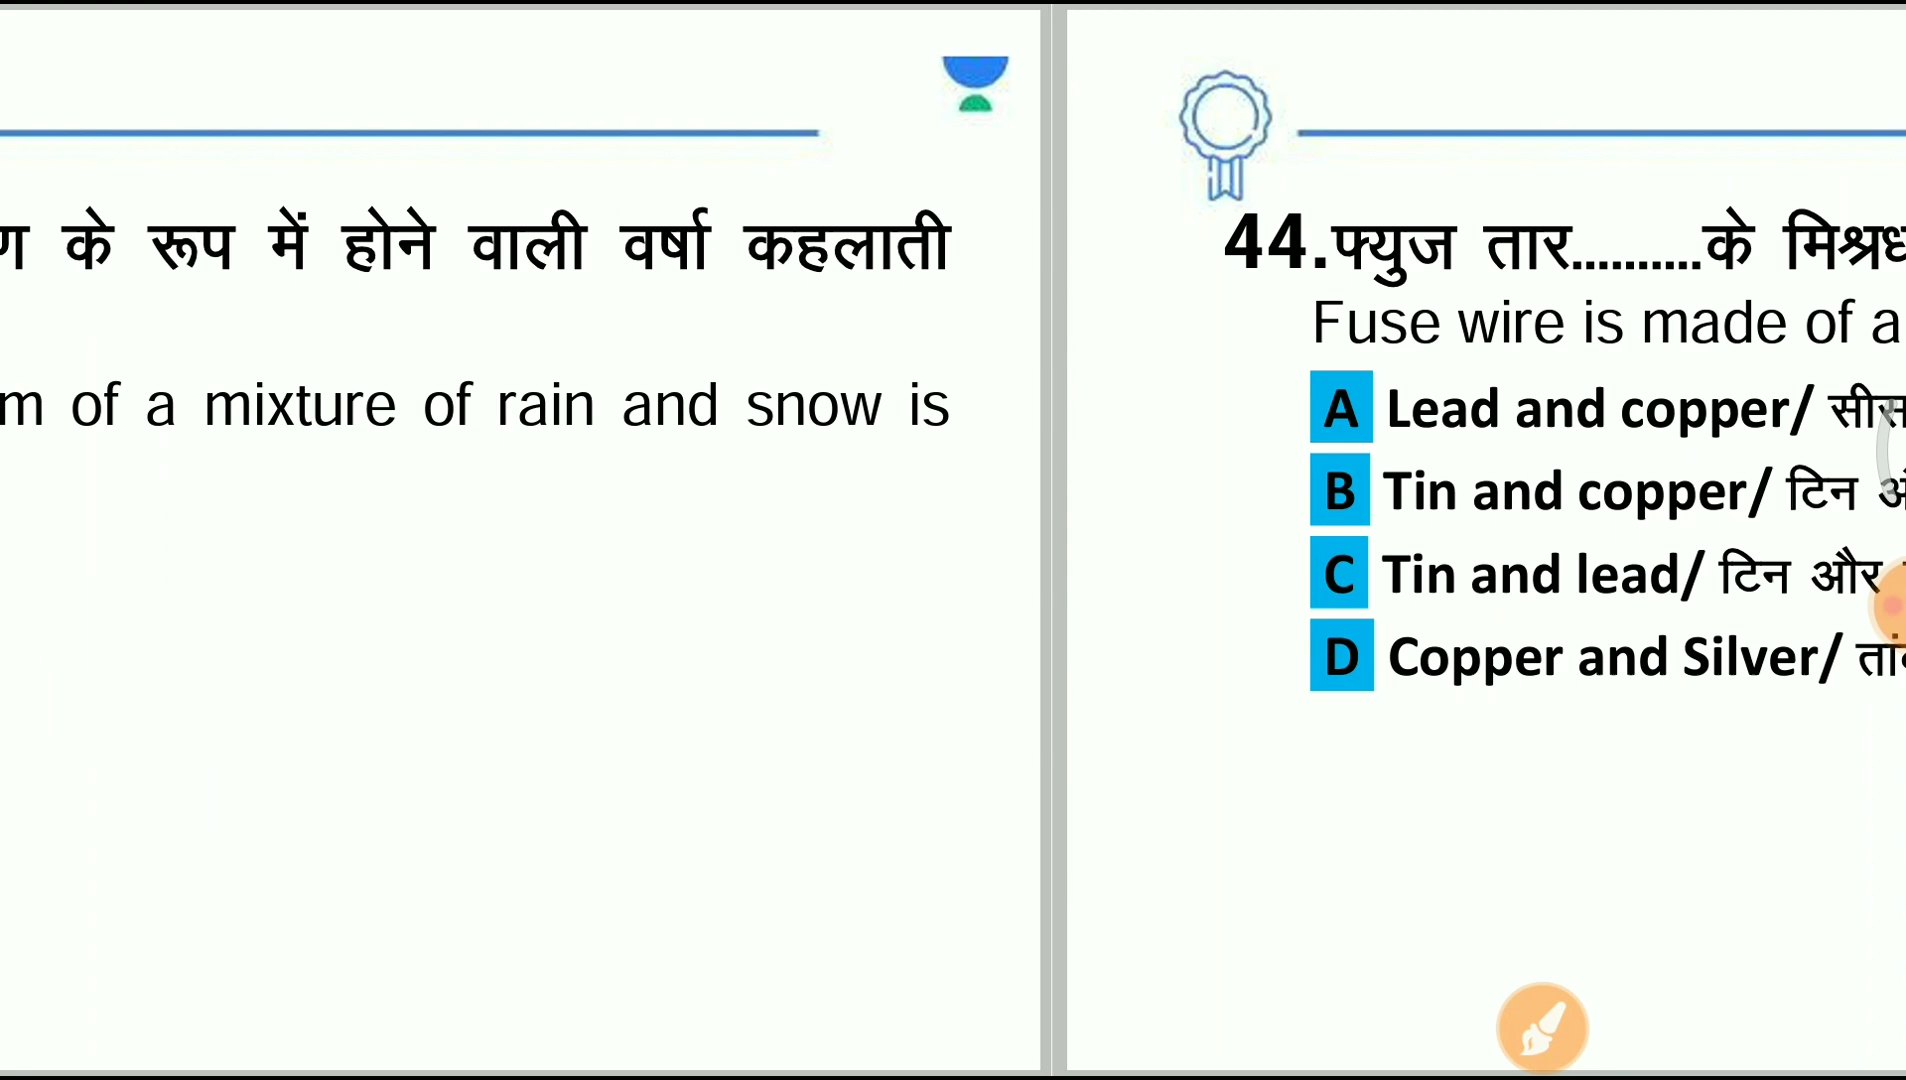 के रूप में होने वाली वर्षा कहलाती
of a mixture of rain and snow is
44.फ्युज तार..........के
Fuse wire is made of a
A Lead and copper/
B Tin and copper/ टिन
C Tin and lead/ टिन और
D Copper and Silver/